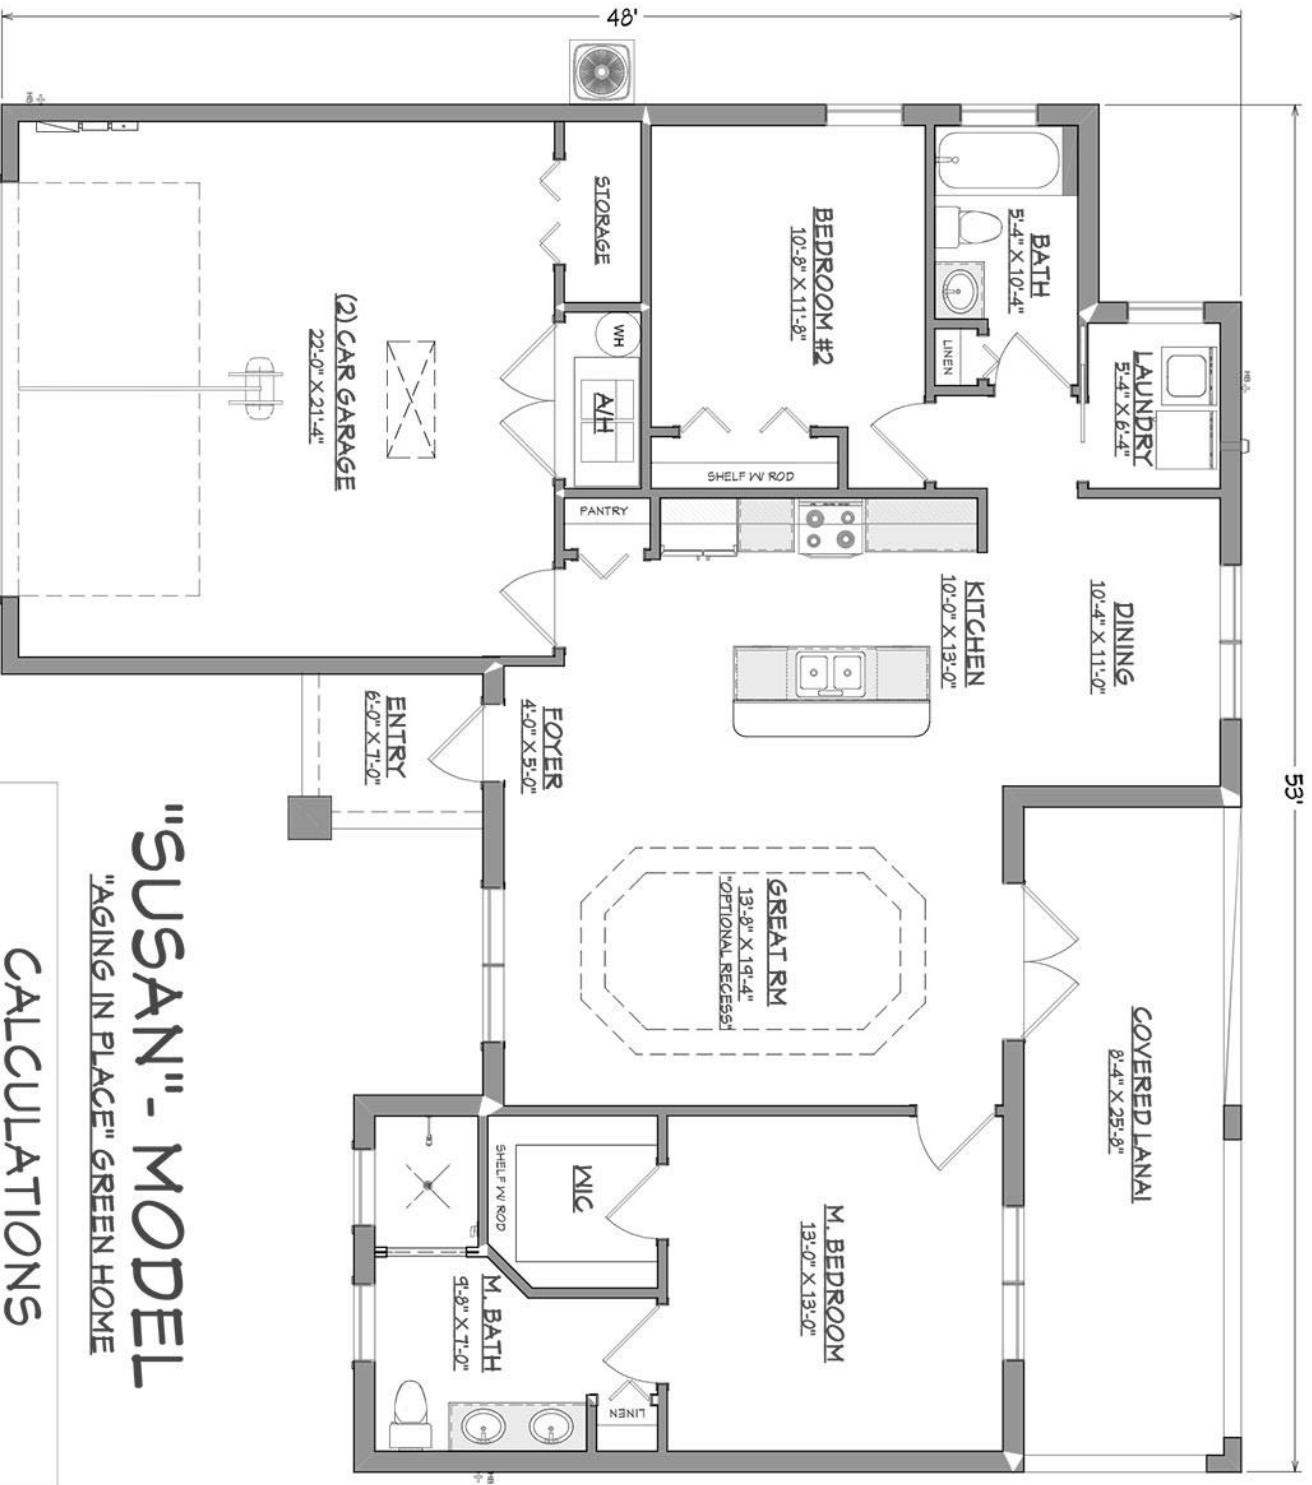 48'
53'
HB
HB
STORAGE
WH
A/H
BEDROOM #2
10'-8" X 11'-8"
BATH
5'-4" X 10'-4"
LINEN
LAUNDRY
5'-4" X 6'-4"
SHELF W/ ROD
(2) CAR GARAGE
22'-0" X 21'-4"
PANTRY
KITCHEN
10'-0" X 13'-0"
DINING
10'-4" X 11'-0"
ENTRY
6'-0" X 7'-0"
FOYER
4'-0" X 5'-0"
GREAT RM
13'-8" X 19'-4"
"OPTIONAL RECESS"
COVERED LANAI
8'-4" X 25'-8"
SHELF W/ ROD
WIC
M. BEDROOM
13'-0" X 13'-0"
M. BATH
9'-8" X 7'-0"
LINEN
HB
"SUSAN" - MODEL
"AGING IN PLACE" GREEN HOME
CALCULATIONS